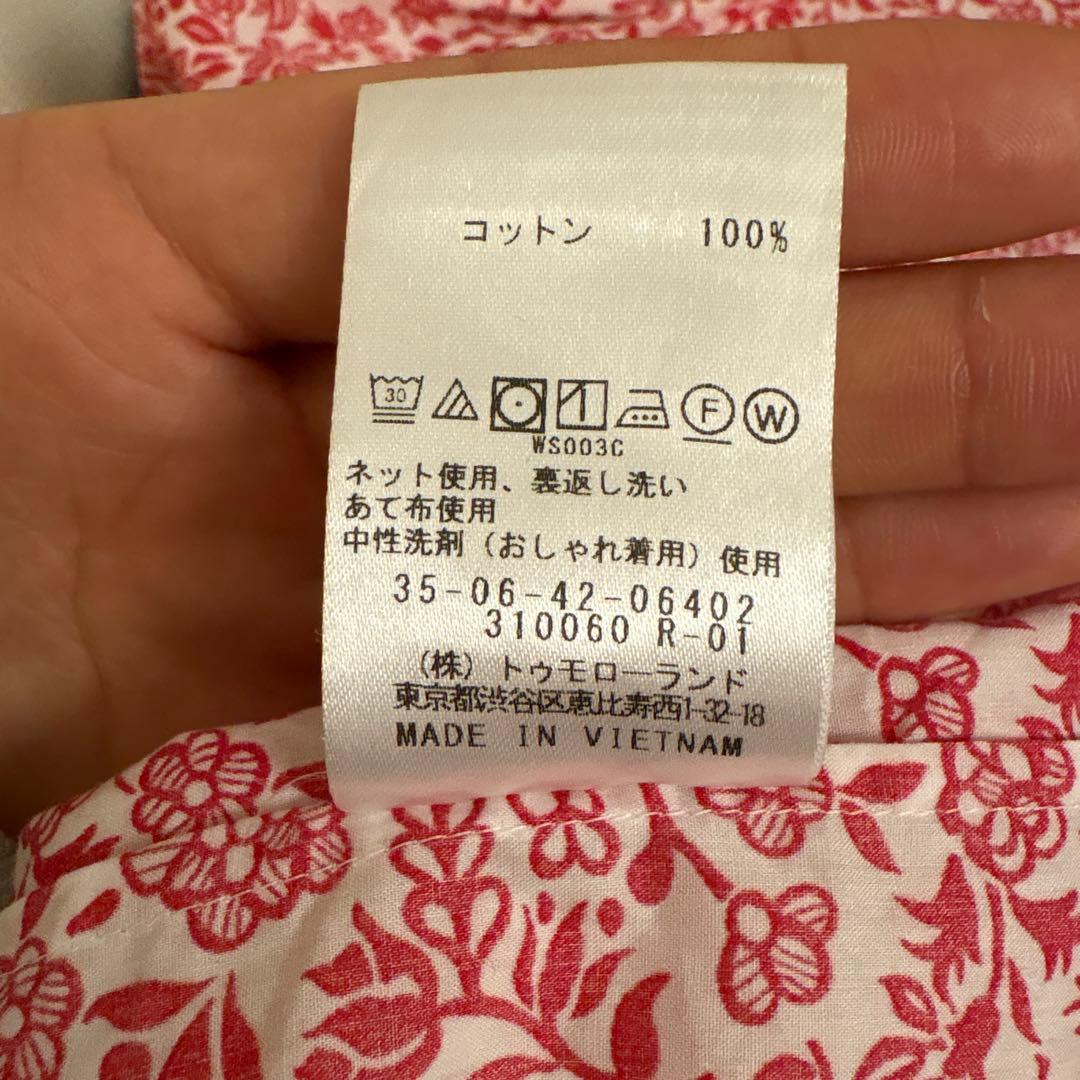 コットン 100%
30 F W
WS003C
ネット使用、裏返し洗い
あて布使用
中性洗剤（おしゃれ着用）使用
35-06-42-06402
310060 R-01
（株）トゥモローランド
東京都渋谷区恵比寿西1-32-18
MADE IN VIETNAM